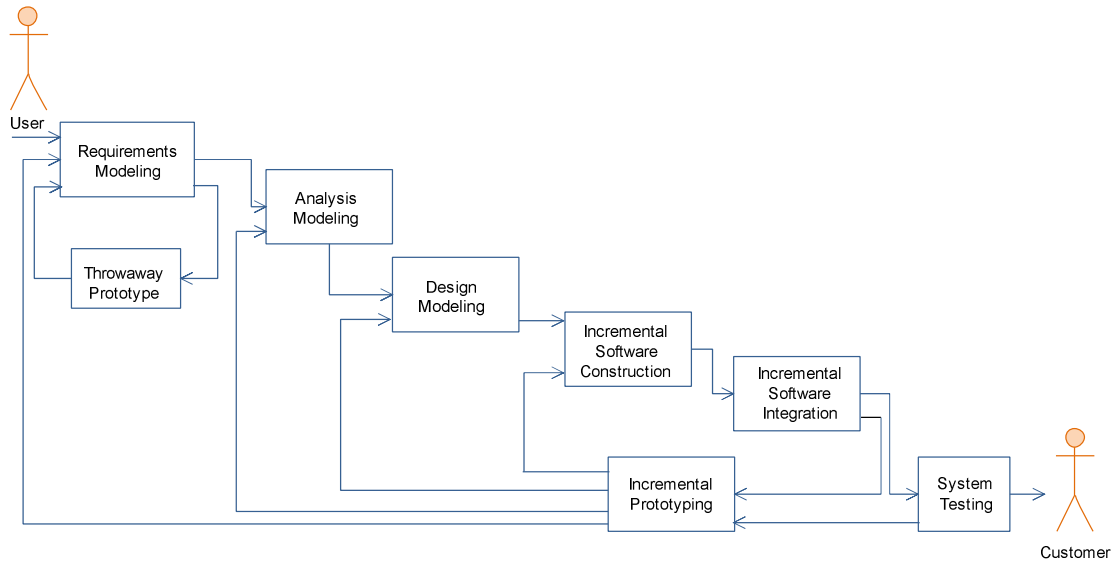 User
Requirements
Modeling
Analysis
Modeling
Throwaway
Prototype
Design
Modeling
Incremental
Software
Construction
Incremental
Software
Integration
Incremental
Prototyping
System
Testing
Customer